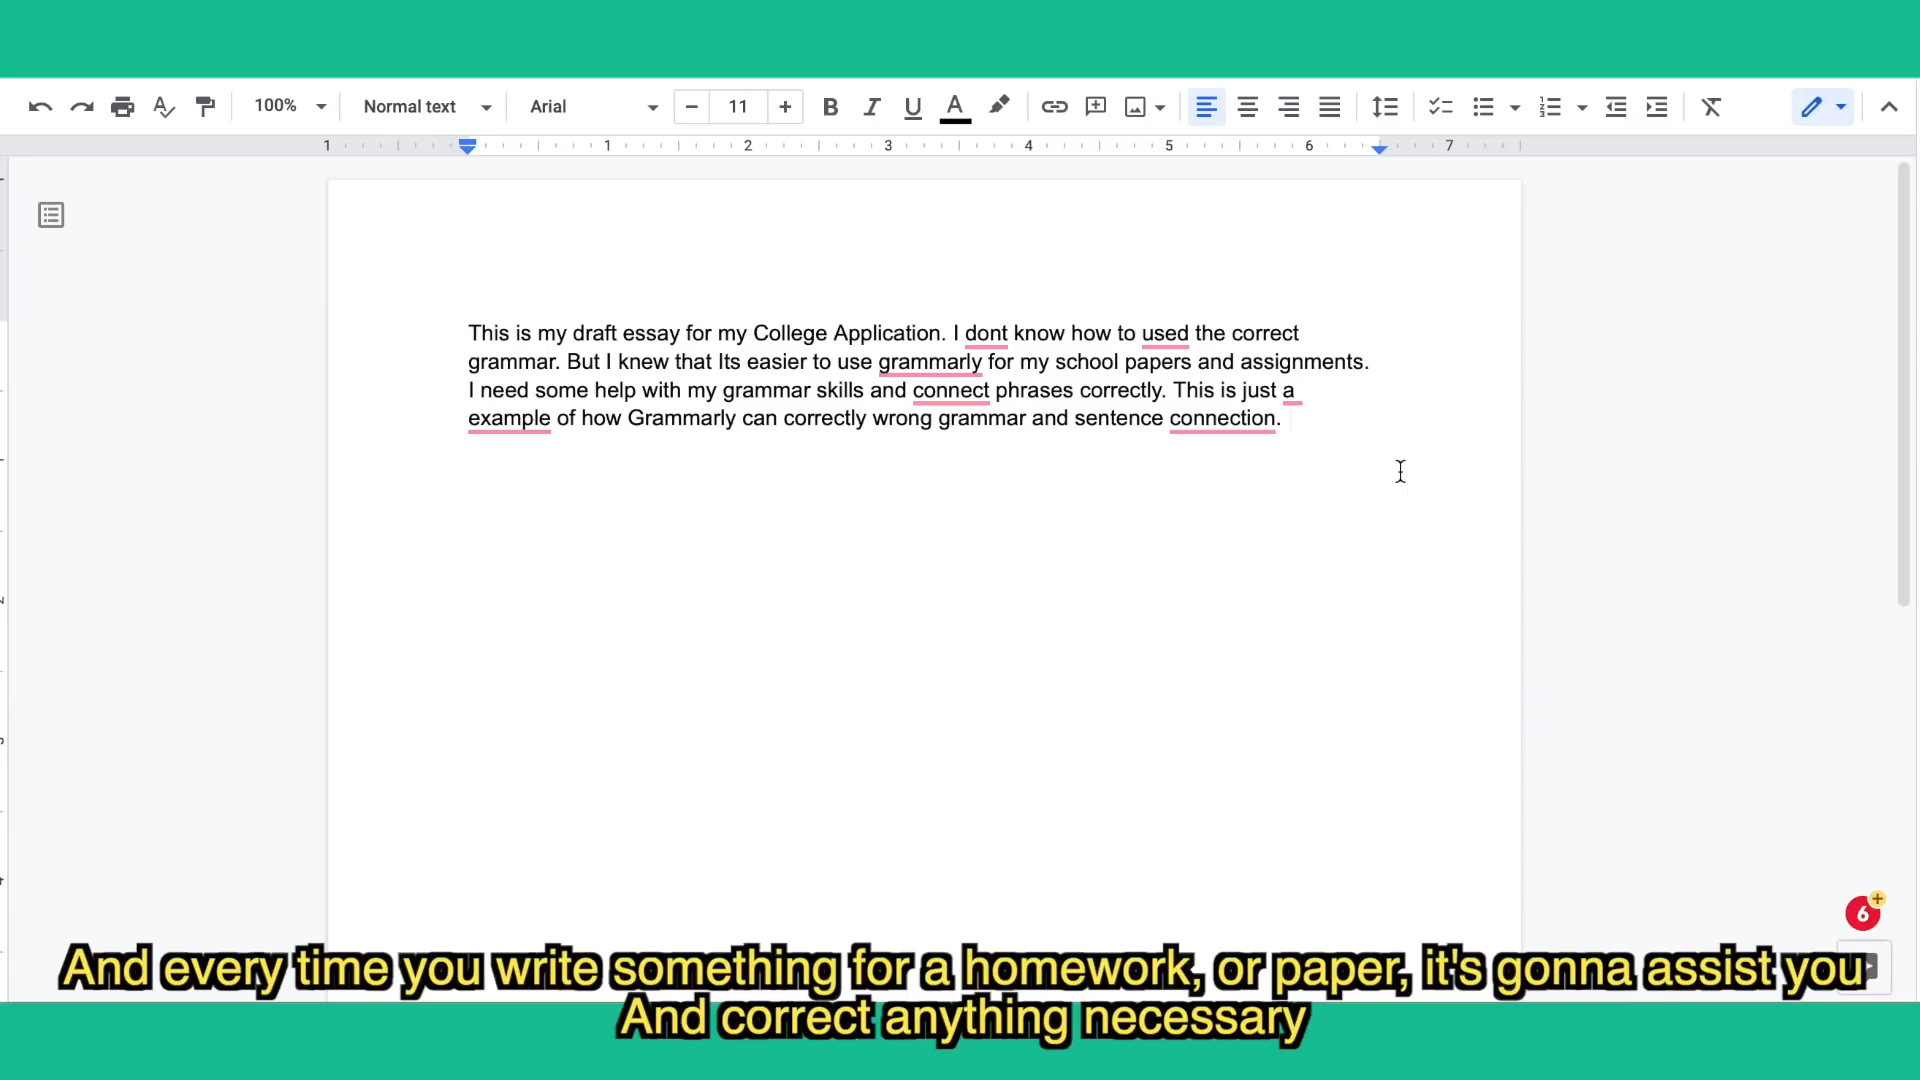 100% Normal text Arial 11
1 1 2 3 4 5 6 7
This is my draft essay for my College Application. I dont know how to used the correct
grammar. But I knew that Its easier to use grammarly for my school papers and assignments.
I need some help with my grammar skills and connect phrases correctly. This is just a
example of how Grammarly can correctly wrong grammar and sentence connection.
6
And every time you write something for a homework, or paper, it's gonna assist you
And correct anything necessary